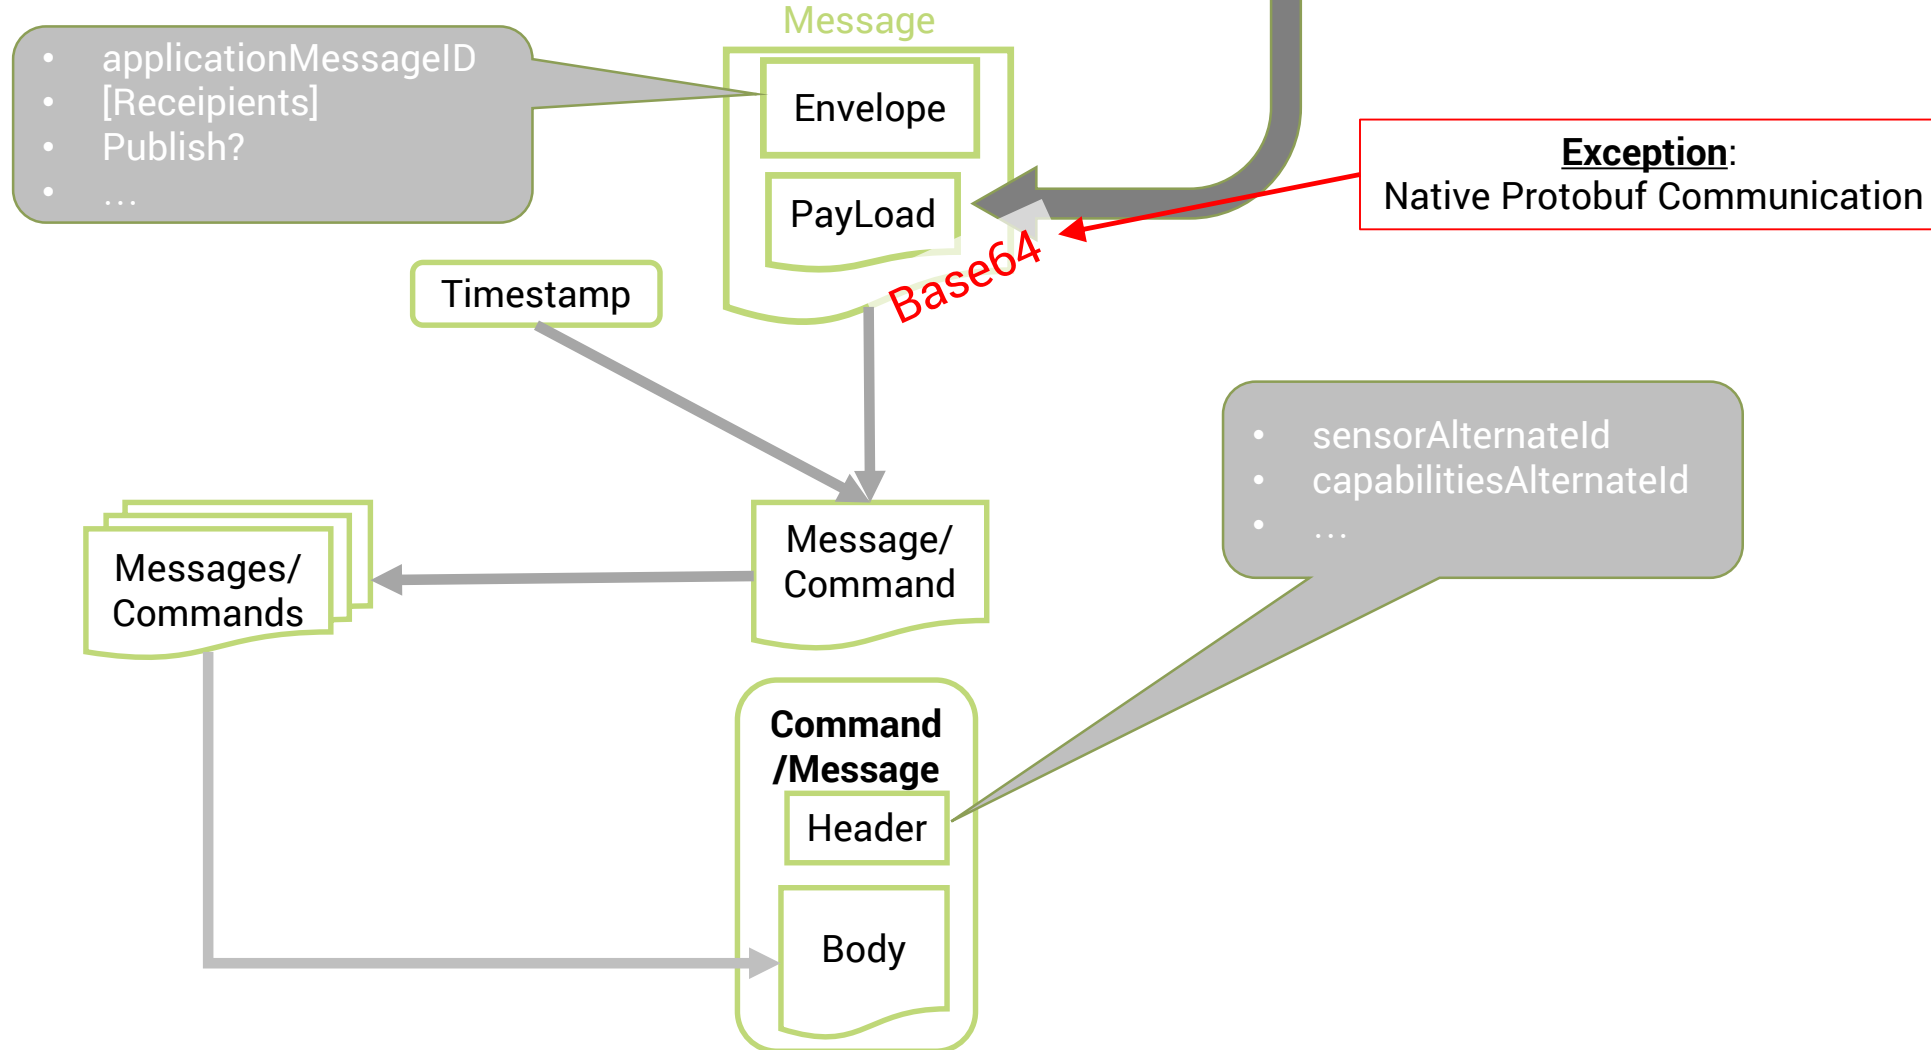 Message
• applicationMessageID
• [Receipients]
• Publish?
• …
Envelope
PayLoad
Base64
Exception:
Native Protobuf Communication
Timestamp
• sensorAlternateId
• capabilitiesAlternateId
• …
Message/
Command
Messages/
Commands
Command
/Message
Header
Body